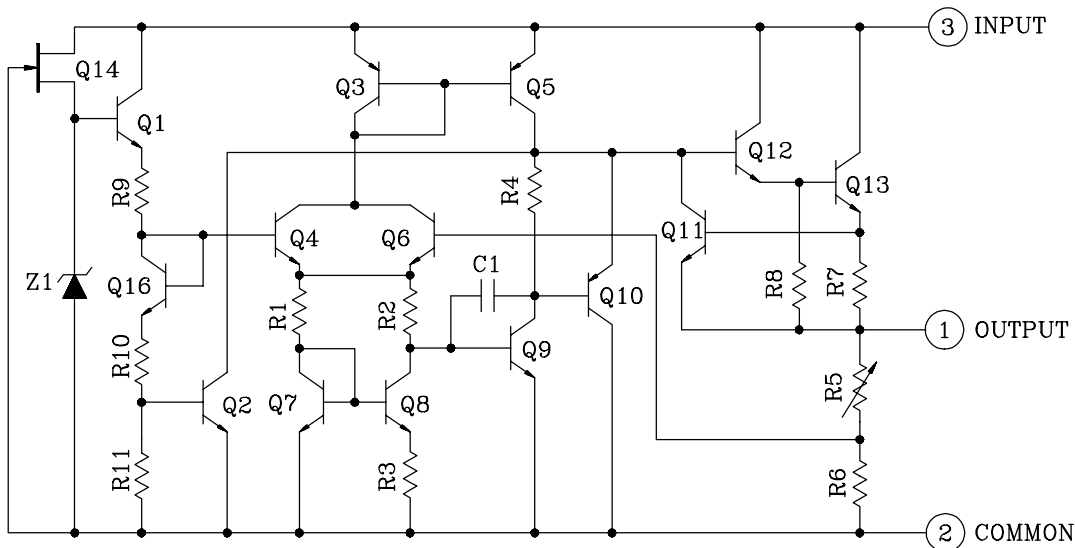 3 INPUT
Q14
Q3
Q5
Q1
Q12
Q13
R9
R4
Q4
Q6
Q11
C1
Z1
Q16
R1
R2
Q10
R8
R7
1 OUTPUT
Q9
R10
R5
Q2
Q7
Q8
R11
R3
R6
2 COMMON